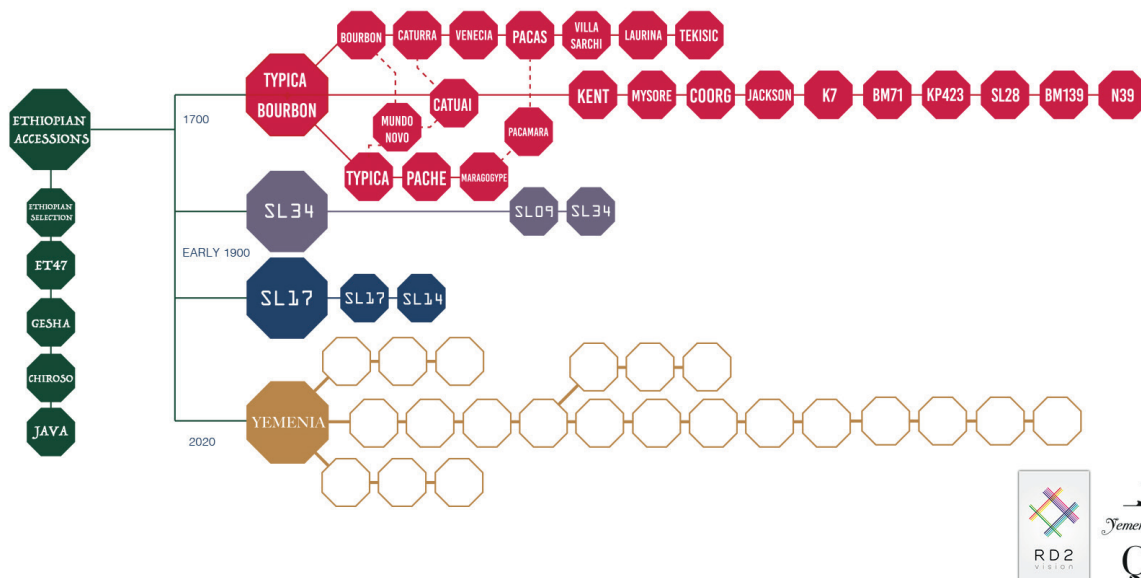 BOURBON
CATURRA
VENECIA
PACAS
VILLA
SARCHI
LAURINA
TEKISIC
TYPICA
BOURBON
CATUAI
KENT
MYSORE
COORG
JACKSON
K7
BM71
KP423
SL28
BM139
N39
ETHIOPIAN
ACCESSIONS
1700
MUNDO
NOVO
PACAMARA
TYPICA
PACHE
MARAGOGYPE
ETHIOPIAN
SELECTION
SL34
SL09
SL34
ET47
EARLY 1900
SL17
SL17
SL14
GESHA
CHIROSO
YEMENIA
JAVA
2020
RD2
vision
Yemen
Q